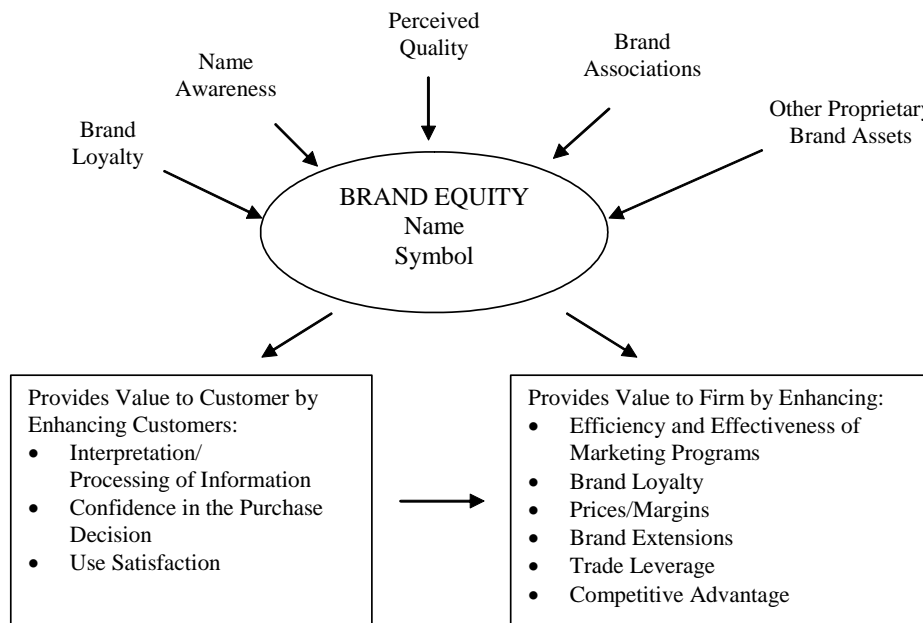 Perceived
Quality
Brand
Associations
Name
Awareness
Other Proprietary
Brand Assets
Brand
Loyalty
BRAND EQUITY
Name
Symbol
Provides Value to Customer by
Enhancing Customers:
• Interpretation/
Processing of Information
• Confidence in the Purchase
Decision
• Use Satisfaction
Provides Value to Firm by Enhancing:
• Efficiency and Effectiveness of
Marketing Programs
• Brand Loyalty
• Prices/Margins
• Brand Extensions
• Trade Leverage
• Competitive Advantage